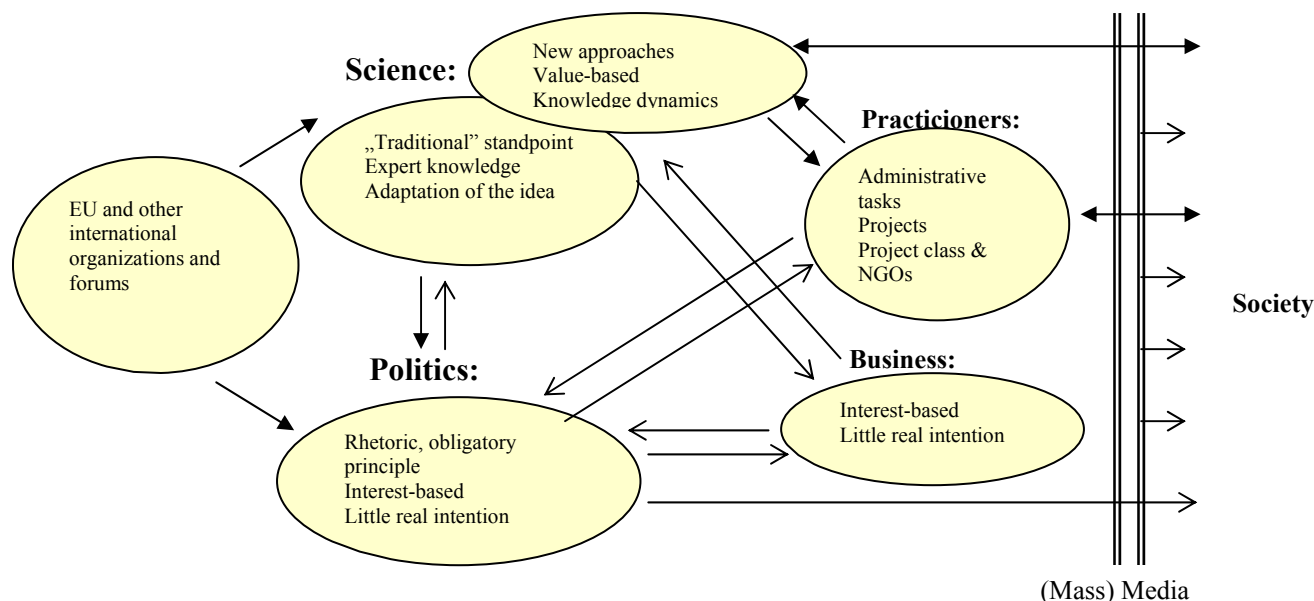 Science:
New approaches
Value-based
Knowledge dynamics
„Traditional” standpoint
Expert knowledge
Adaptation of the idea
Practicioners:
Administrative
tasks
Projects
Project class &
NGOs
EU and other
international
organizations and
forums
Society
Politics:
Rhetoric, obligatory
principle
Interest-based
Little real intention
Business:
Interest-based
Little real intention
(Mass) Media